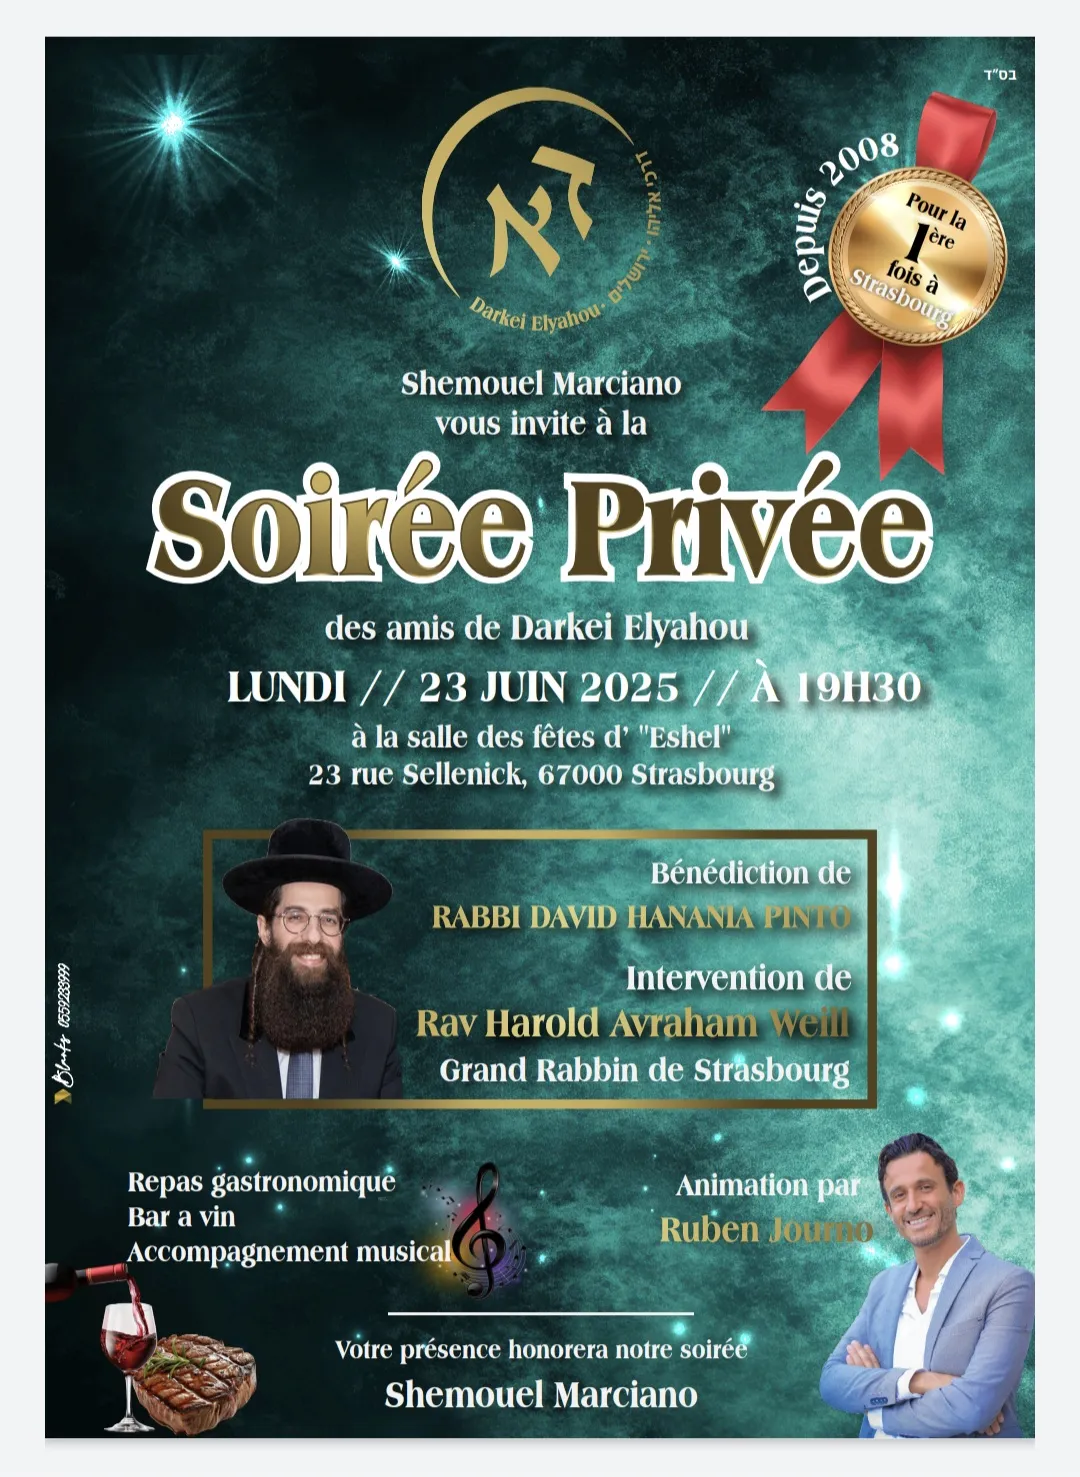 בס"ד
Depuis 2008
Pour la
1ère
fois à
Strasbourg
דא
דרכי אליהו · ירושלים ·
Darkei Elyahou
Shemouel Marciano
vous invite à la
Soirée Privée
des amis de Darkei Elyahou
LUNDI // 23 JUIN 2025 // À 19H30
à la salle des fêtes d' "Eshel"
23 rue Sellenick, 67000 Strasbourg
Bénédiction de
RABBI DAVID HANANIA PINTO
Intervention de
Rav Harold Avraham Weill
Grand Rabbin de Strasbourg
0559283999
Repas gastronomique
Bar a vin
Accompagnement musical
Animation par
Ruben Journo
Votre présence honorera notre soirée
Shemouel Marciano